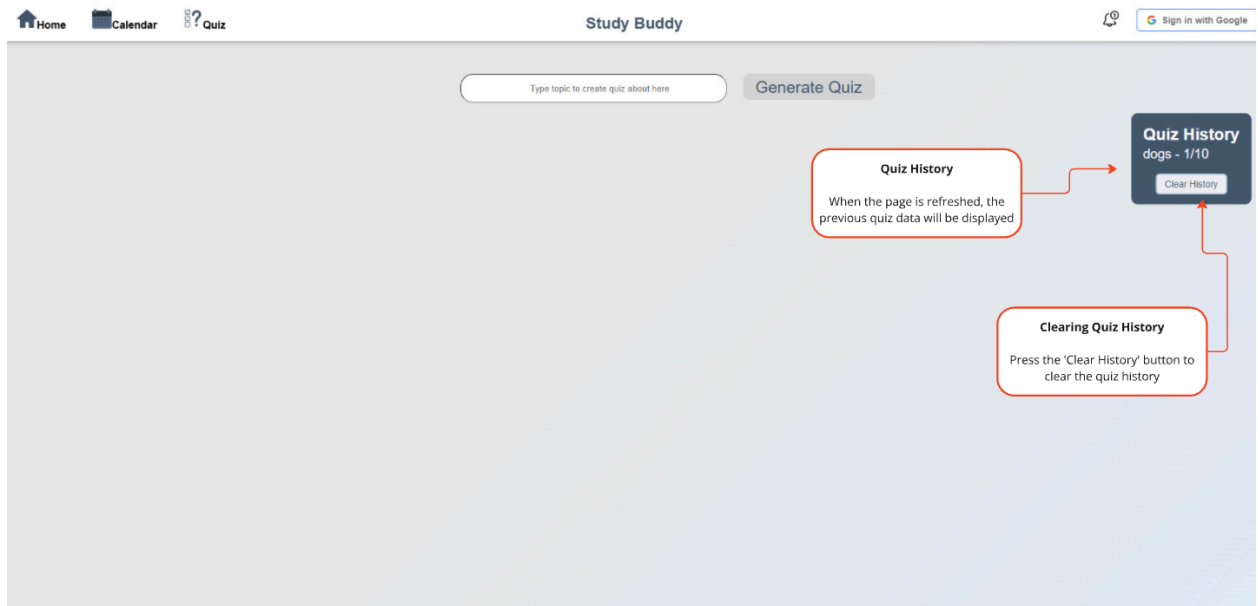 Home
Calendar
Quiz
Study Buddy
Sign in with Google
Type topic to create quiz about here
Generate Quiz
Quiz History
dogs - 1/10
Clear History
Quiz History
When the page is refreshed, the
previous quiz data will be displayed
Clearing Quiz History
Press the 'Clear History' button to
clear the quiz history